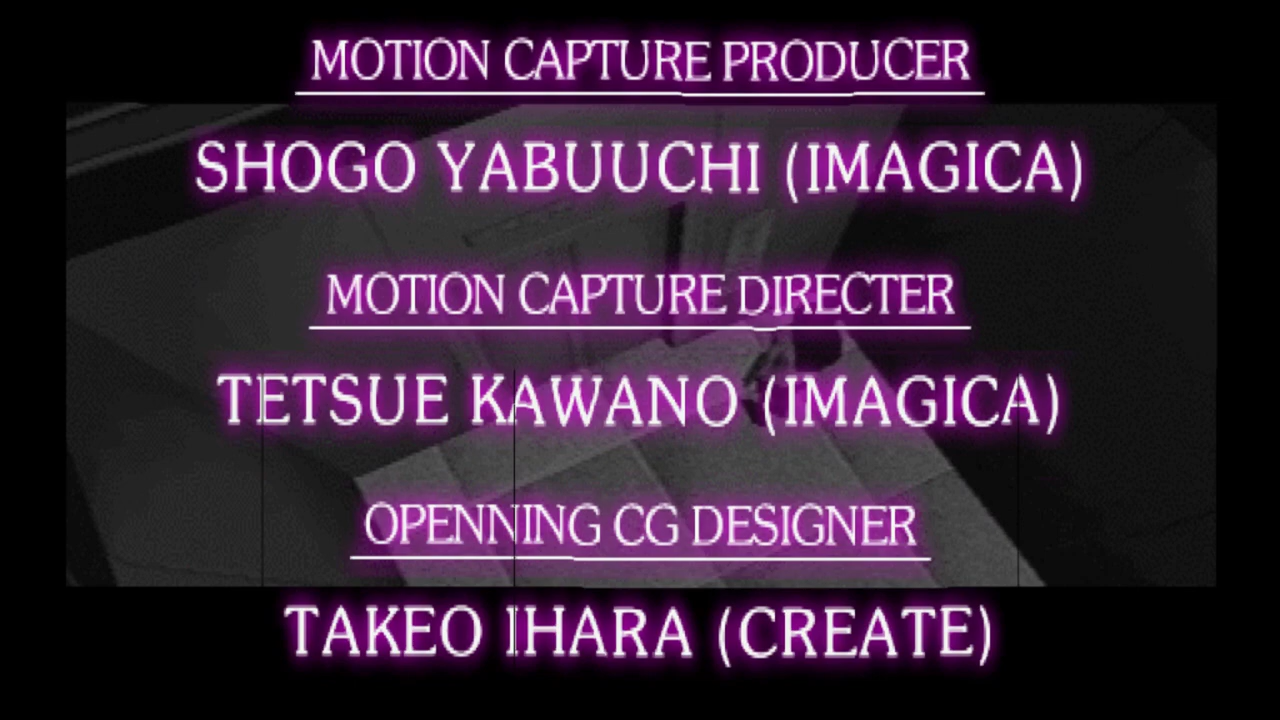 MOTION CAPTURE PRODUCER
SHOGO YABUUCHI (IMAGICA)
MOTION CAPTURE DIRECTER
TETSUE KAWANO (IMAGICA)
OPENNING CG DESIGNER
TAKEO IHARA (CREATE)